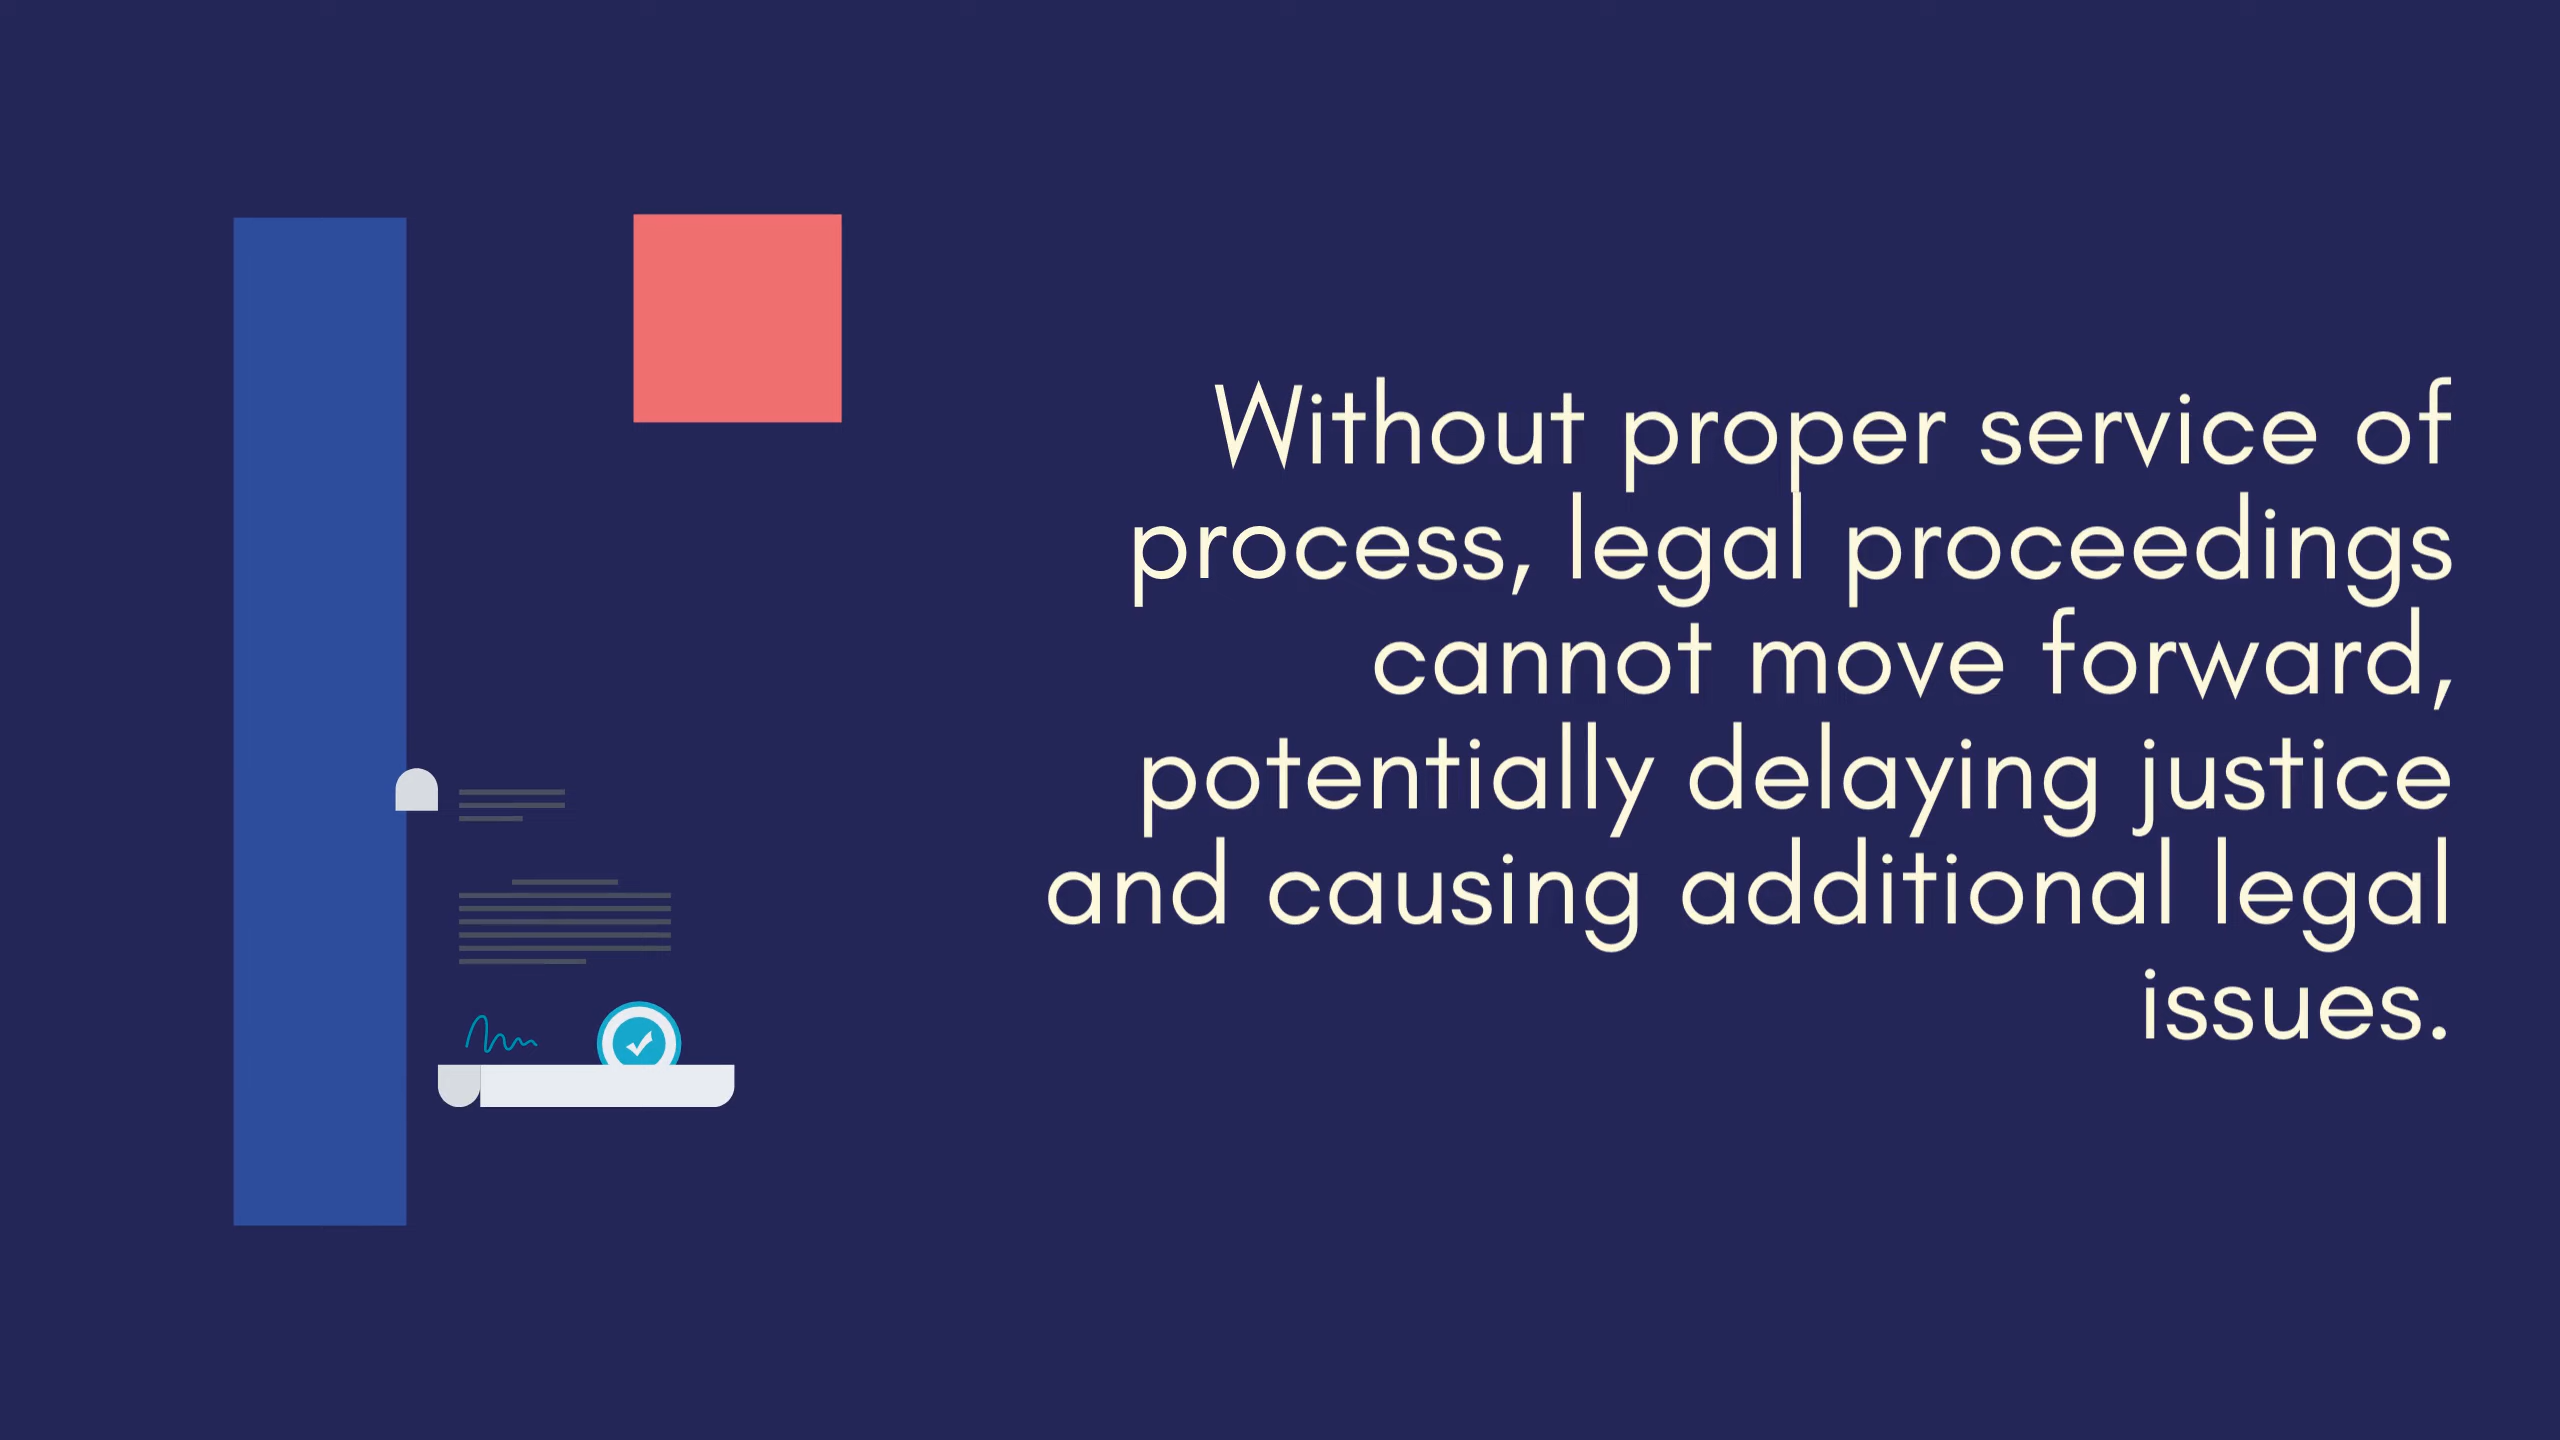 Without proper service of
process, legal proceedings
cannot move forward,
potentially delaying justice
and causing additional legal
issues.